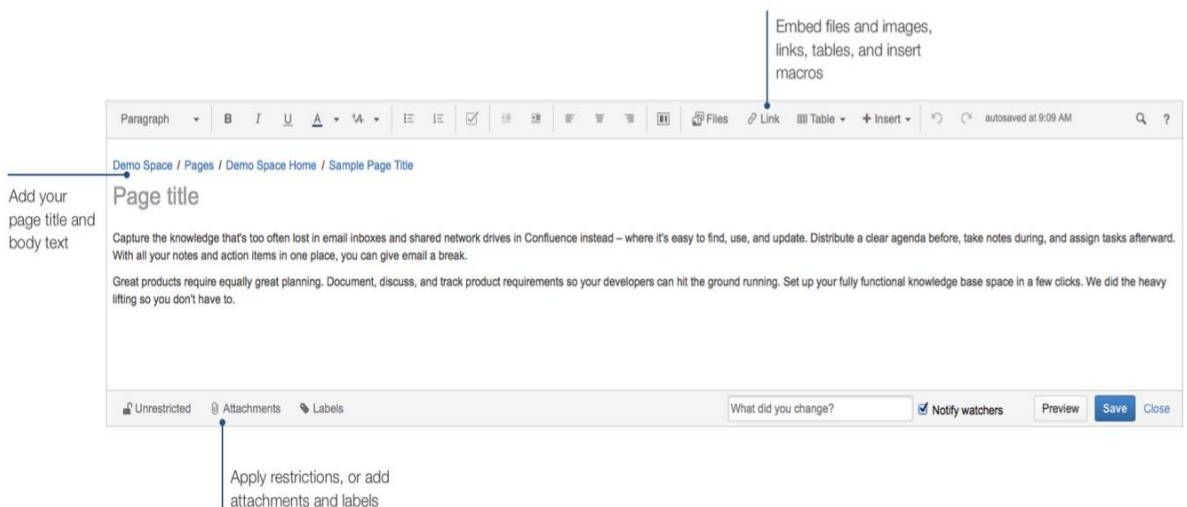 Embed files and images,
links, tables, and insert
macros
Paragraph B I U A A Files Link Table + Insert autosaved at 9:09 AM ?
Demo Space / Pages / Demo Space Home / Sample Page Title
Add your
page title and
body text
Page title
Capture the knowledge that's too often lost in email inboxes and shared network drives in Confluence instead – where it's easy to find, use, and update. Distribute a clear agenda before, take notes during, and assign tasks afterward.
With all your notes and action items in one place, you can give email a break.
Great products require equally great planning. Document, discuss, and track product requirements so your developers can hit the ground running. Set up your fully functional knowledge base space in a few clicks. We did the heavy
lifting so you don't have to.
Unrestricted Attachments Labels What did you change? Notify watchers Preview Save Close
Apply restrictions, or add
attachments and labels